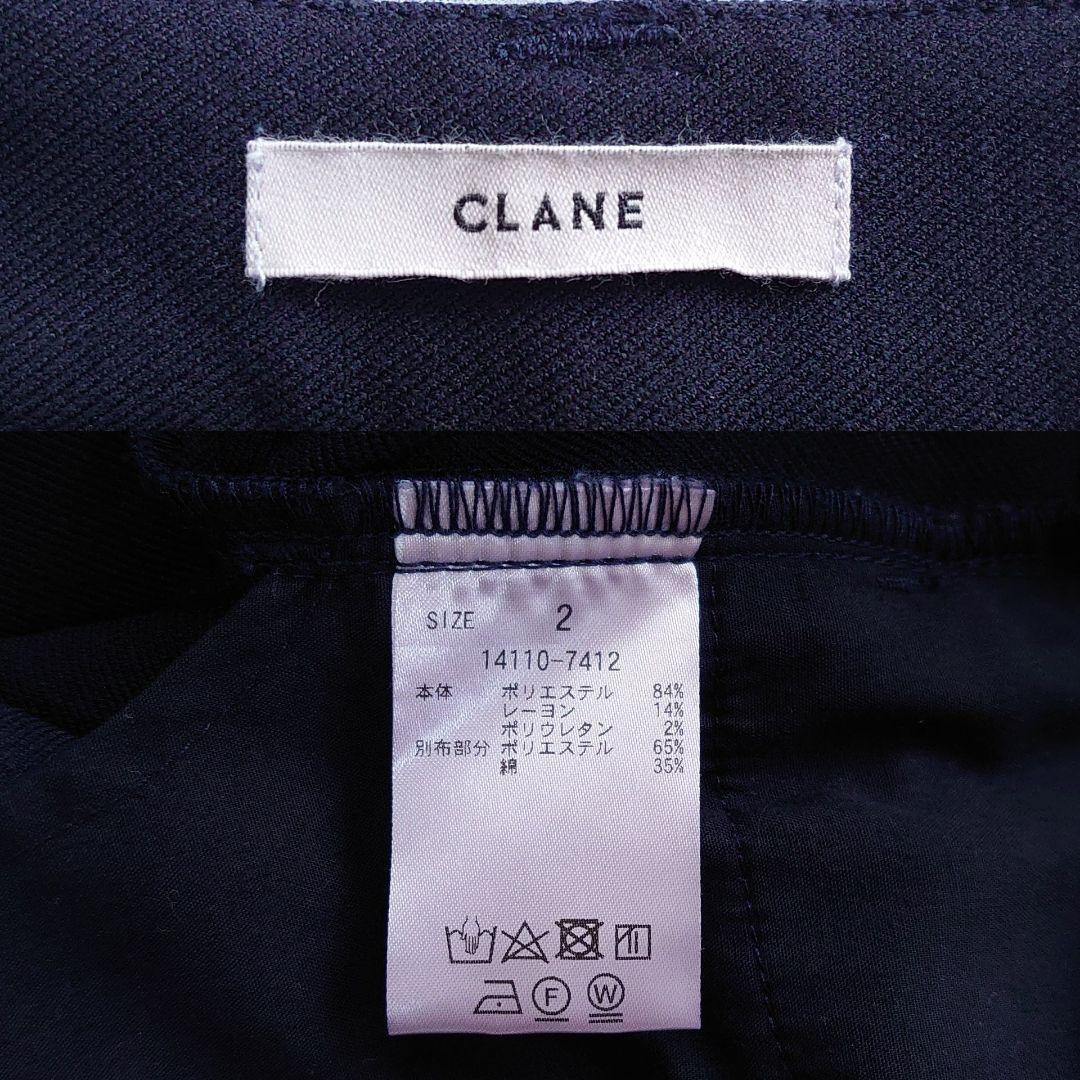 CLANE
SIZE 2
14110-7412
本体 ポリエステル 84%
レーヨン 14%
ポリウレタン 2%
別布部分 ポリエステル 65%
綿 35%
F W